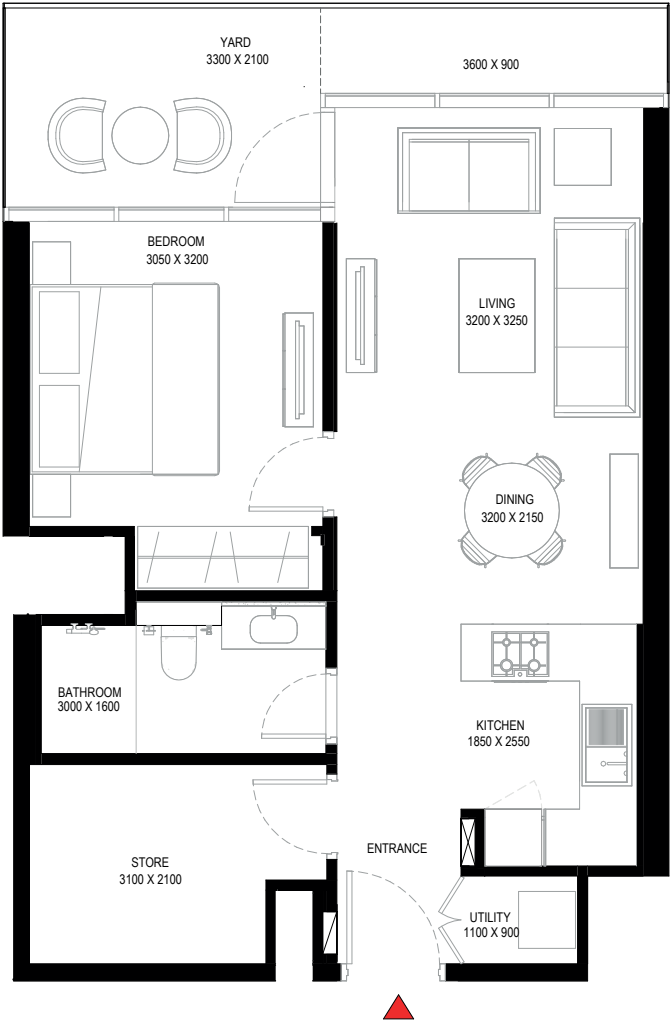 YARD
3300 X 2100
3600 X 900
BEDROOM
3050 X 3200
LIVING
3200 X 3250
DINING
3200 X 2150
BATHROOM
3000 X 1600
KITCHEN
1850 X 2550
ENTRANCE
STORE
3100 X 2100
UTILITY
1100 X 900